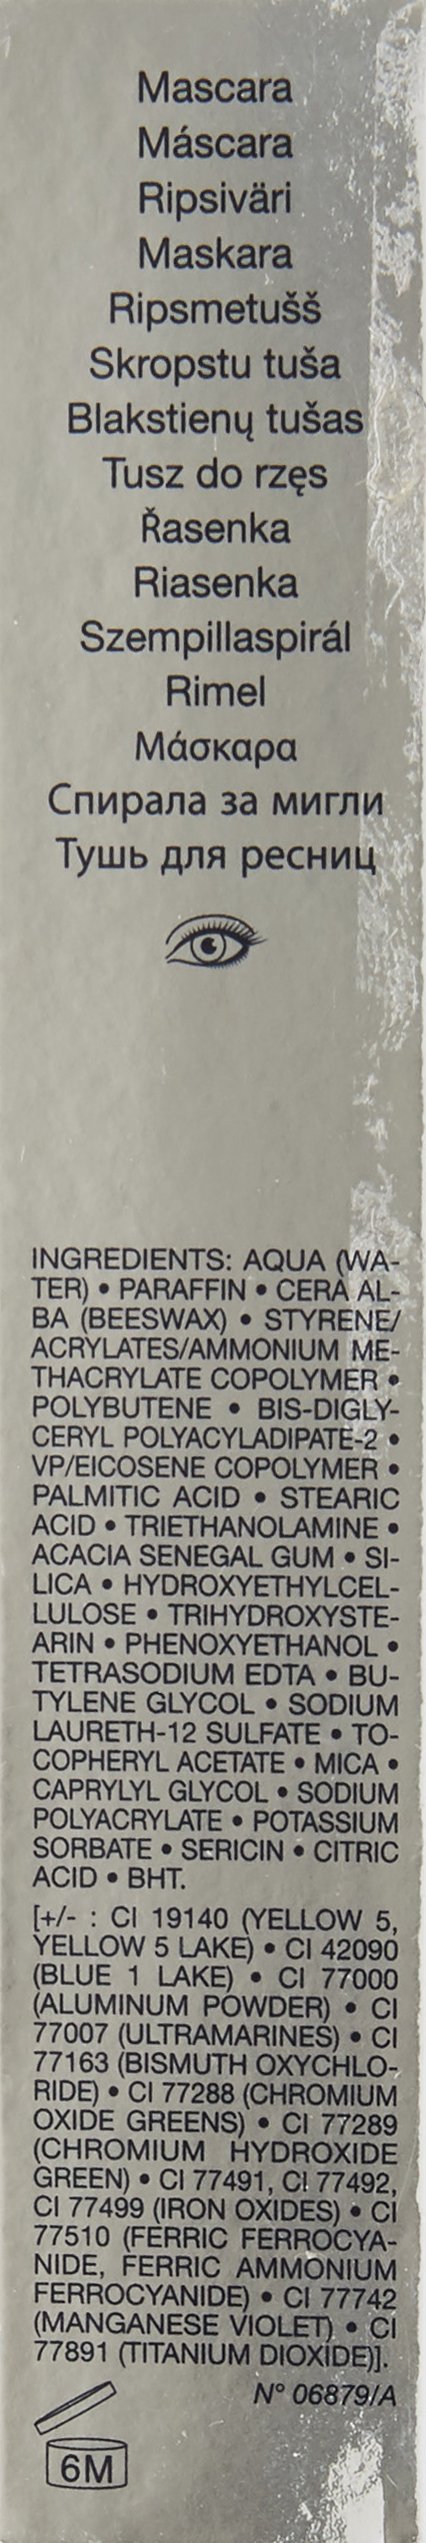 Mascara
Máscara
Ripsiväri
Maskara
Ripsmetušš
Skropstu tuša
Blakstienų tušas
Tusz do rzęs
Řasenka
Riasenka
Szempillaspirál
Rimel
Μάσκαρα
Спирала за мигли
Тушь для ресниц
INGREDIENTS: AQUA (WA-
TER) • PARAFFIN • CERA AL-
BA (BEESWAX) • STYRENE/
ACRYLATES/AMMONIUM ME-
THACRYLATE COPOLYMER •
POLYBUTENE • BIS-DIGLY-
CERYL POLYACYLADIPATE-2 •
VP/EICOSENE COPOLYMER •
PALMITIC ACID • STEARIC
ACID • TRIETHANOLAMINE •
ACACIA SENEGAL GUM • SI-
LICA • HYDROXYETHYLCEL-
LULOSE • TRIHYDROXYSTE-
ARIN • PHENOXYETHANOL •
TETRASODIUM EDTA • BU-
TYLENE GLYCOL • SODIUM
LAURETH-12 SULFATE • TO-
COPHERYL ACETATE • MICA •
CAPRYLYL GLYCOL • SODIUM
POLYACRYLATE • POTASSIUM
SORBATE • SERICIN • CITRIC
ACID • BHT.
[+/- : CI 19140 (YELLOW 5,
YELLOW 5 LAKE) • CI 42090
(BLUE 1 LAKE) • CI 77000
(ALUMINUM POWDER) • CI
77007 (ULTRAMARINES) • CI
77163 (BISMUTH OXYCHLO-
RIDE) • CI 77288 (CHROMIUM
OXIDE GREENS) • CI 77289
(CHROMIUM HYDROXIDE
GREEN) • CI 77491, CI 77492,
CI 77499 (IRON OXIDES) • CI
77510 (FERRIC FERROCYA-
NIDE, FERRIC AMMONIUM
FERROCYANIDE) • CI 77742
(MANGANESE VIOLET) • CI
77891 (TITANIUM DIOXIDE)].
N° 06879/A
6M